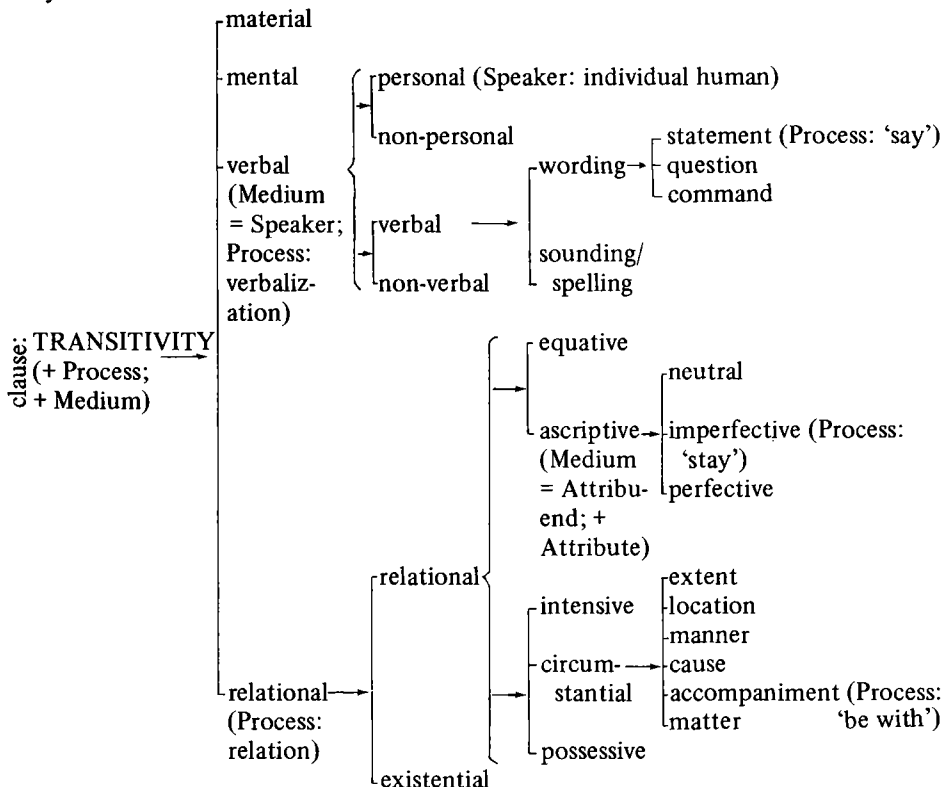 material
mental
personal (Speaker: individual human)
non-personal
statement (Process: ‘say’)
verbal
wording
question
(Medium
command
= Speaker;
verbal
Process:
sounding/
verbaliz-
non-verbal
spelling
ation)
clause: TRANSITIVITY
(+ Process;
+ Medium)
equative
neutral
ascriptive
imperfective (Process:
(Medium
‘stay’)
= Attribu-
perfective
end; +
Attribute)
relational
extent
intensive
location
manner
circum-
cause
stantial
relational
accompaniment (Process:
(Process:
matter
‘be with’)
relation)
possessive
existential